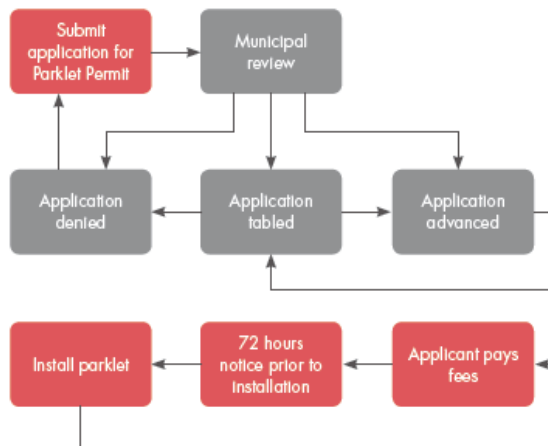 Submit
application for
Parklet Permit
Municipal
review
Application
denied
Application
tabled
Application
advanced
Install parklet
72 hours
notice prior to
installation
Applicant pays
fees